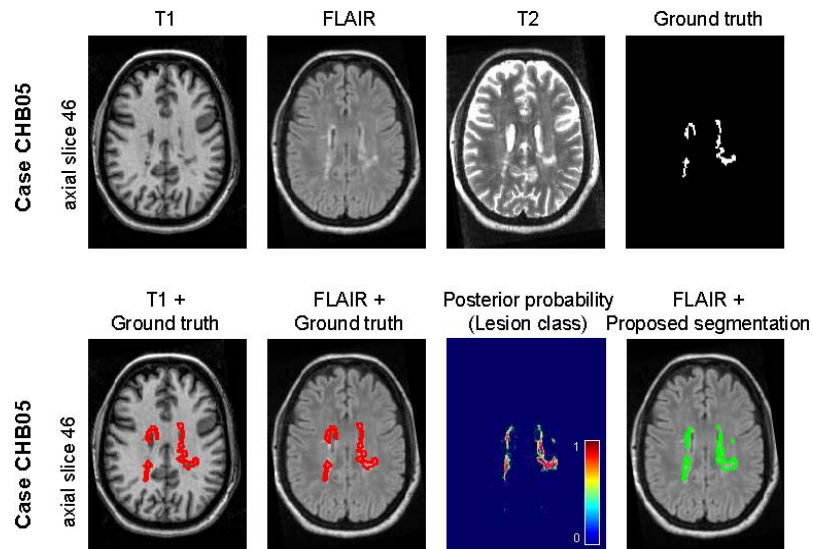 T1
FLAIR
T2
Ground truth
Case CHB05
axial slice 46
T1 +
Ground truth
FLAIR +
Ground truth
Posterior probability
(Lesion class)
FLAIR +
Proposed segmentation
Case CHB05
axial slice 46
1
0